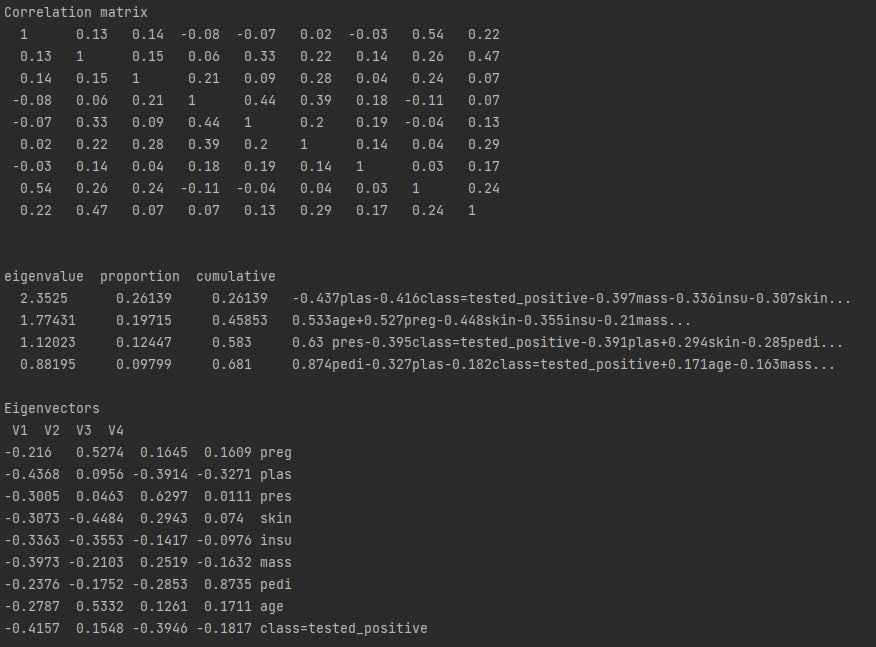 Correlation matrix
  1      0.13   0.14  -0.08  -0.07   0.02  -0.03   0.54   0.22
  0.13   1      0.15   0.06   0.33   0.22   0.14   0.26   0.47
  0.14   0.15   1      0.21   0.09   0.28   0.04   0.24   0.07
 -0.08   0.06   0.21   1      0.44   0.39   0.18  -0.11   0.07
 -0.07   0.33   0.09   0.44   1      0.2    0.19  -0.04   0.13
  0.02   0.22   0.28   0.39   0.2    1      0.14   0.04   0.29
 -0.03   0.14   0.04   0.18   0.19   0.14   1      0.03   0.17
  0.54   0.26   0.24  -0.11  -0.04   0.04   0.03   1      0.24
  0.22   0.47   0.07   0.07   0.13   0.29   0.17   0.24   1
eigenvalue  proportion  cumulative
  2.3525      0.26139     0.26139   -0.437plas-0.416class=tested_positive-0.397mass-0.336insu-0.307skin...
  1.77431     0.19715     0.45853   0.533age+0.527preg-0.448skin-0.355insu-0.21mass...
  1.12023     0.12447     0.583     0.63 pres-0.395class=tested_positive-0.391plas+0.294skin-0.285pedi...
  0.88195     0.09799     0.681     0.874pedi-0.327plas-0.182class=tested_positive+0.171age-0.163mass...
Eigenvectors
 V1  V2  V3  V4
-0.216   0.5274  0.1645  0.1609 preg
-0.4368  0.0956 -0.3914 -0.3271 plas
-0.3005  0.0463  0.6297  0.0111 pres
-0.3073 -0.4484  0.2943  0.074  skin
-0.3363 -0.3553 -0.1417 -0.0976 insu
-0.3973 -0.2103  0.2519 -0.1632 mass
-0.2376 -0.1752 -0.2853  0.8735 pedi
-0.2787  0.5332  0.1261  0.1711 age
-0.4157  0.1548 -0.3946 -0.1817 class=tested_positive